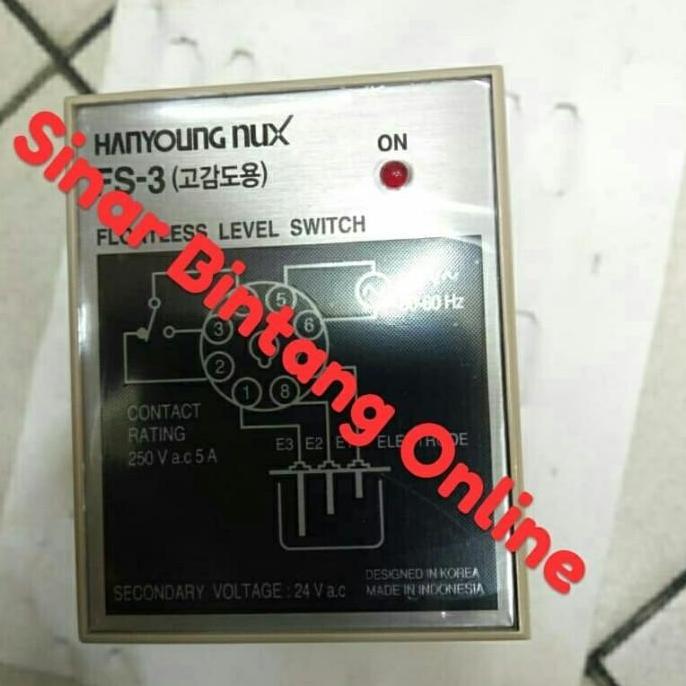 HANYOUNG nux
ON
FS-3 (고감도용)
FLOATLESS LEVEL SWITCH
5
3
6
2
1
8
60 Hz
CONTACT
RATING
250 V a.c 5 A
E3 E2 ELECTRODE
SECONDARY VOLTAGE : 24 V a.c
DESIGNED IN KOREA
MADE IN INDONESIA
Sinar Bintang Online